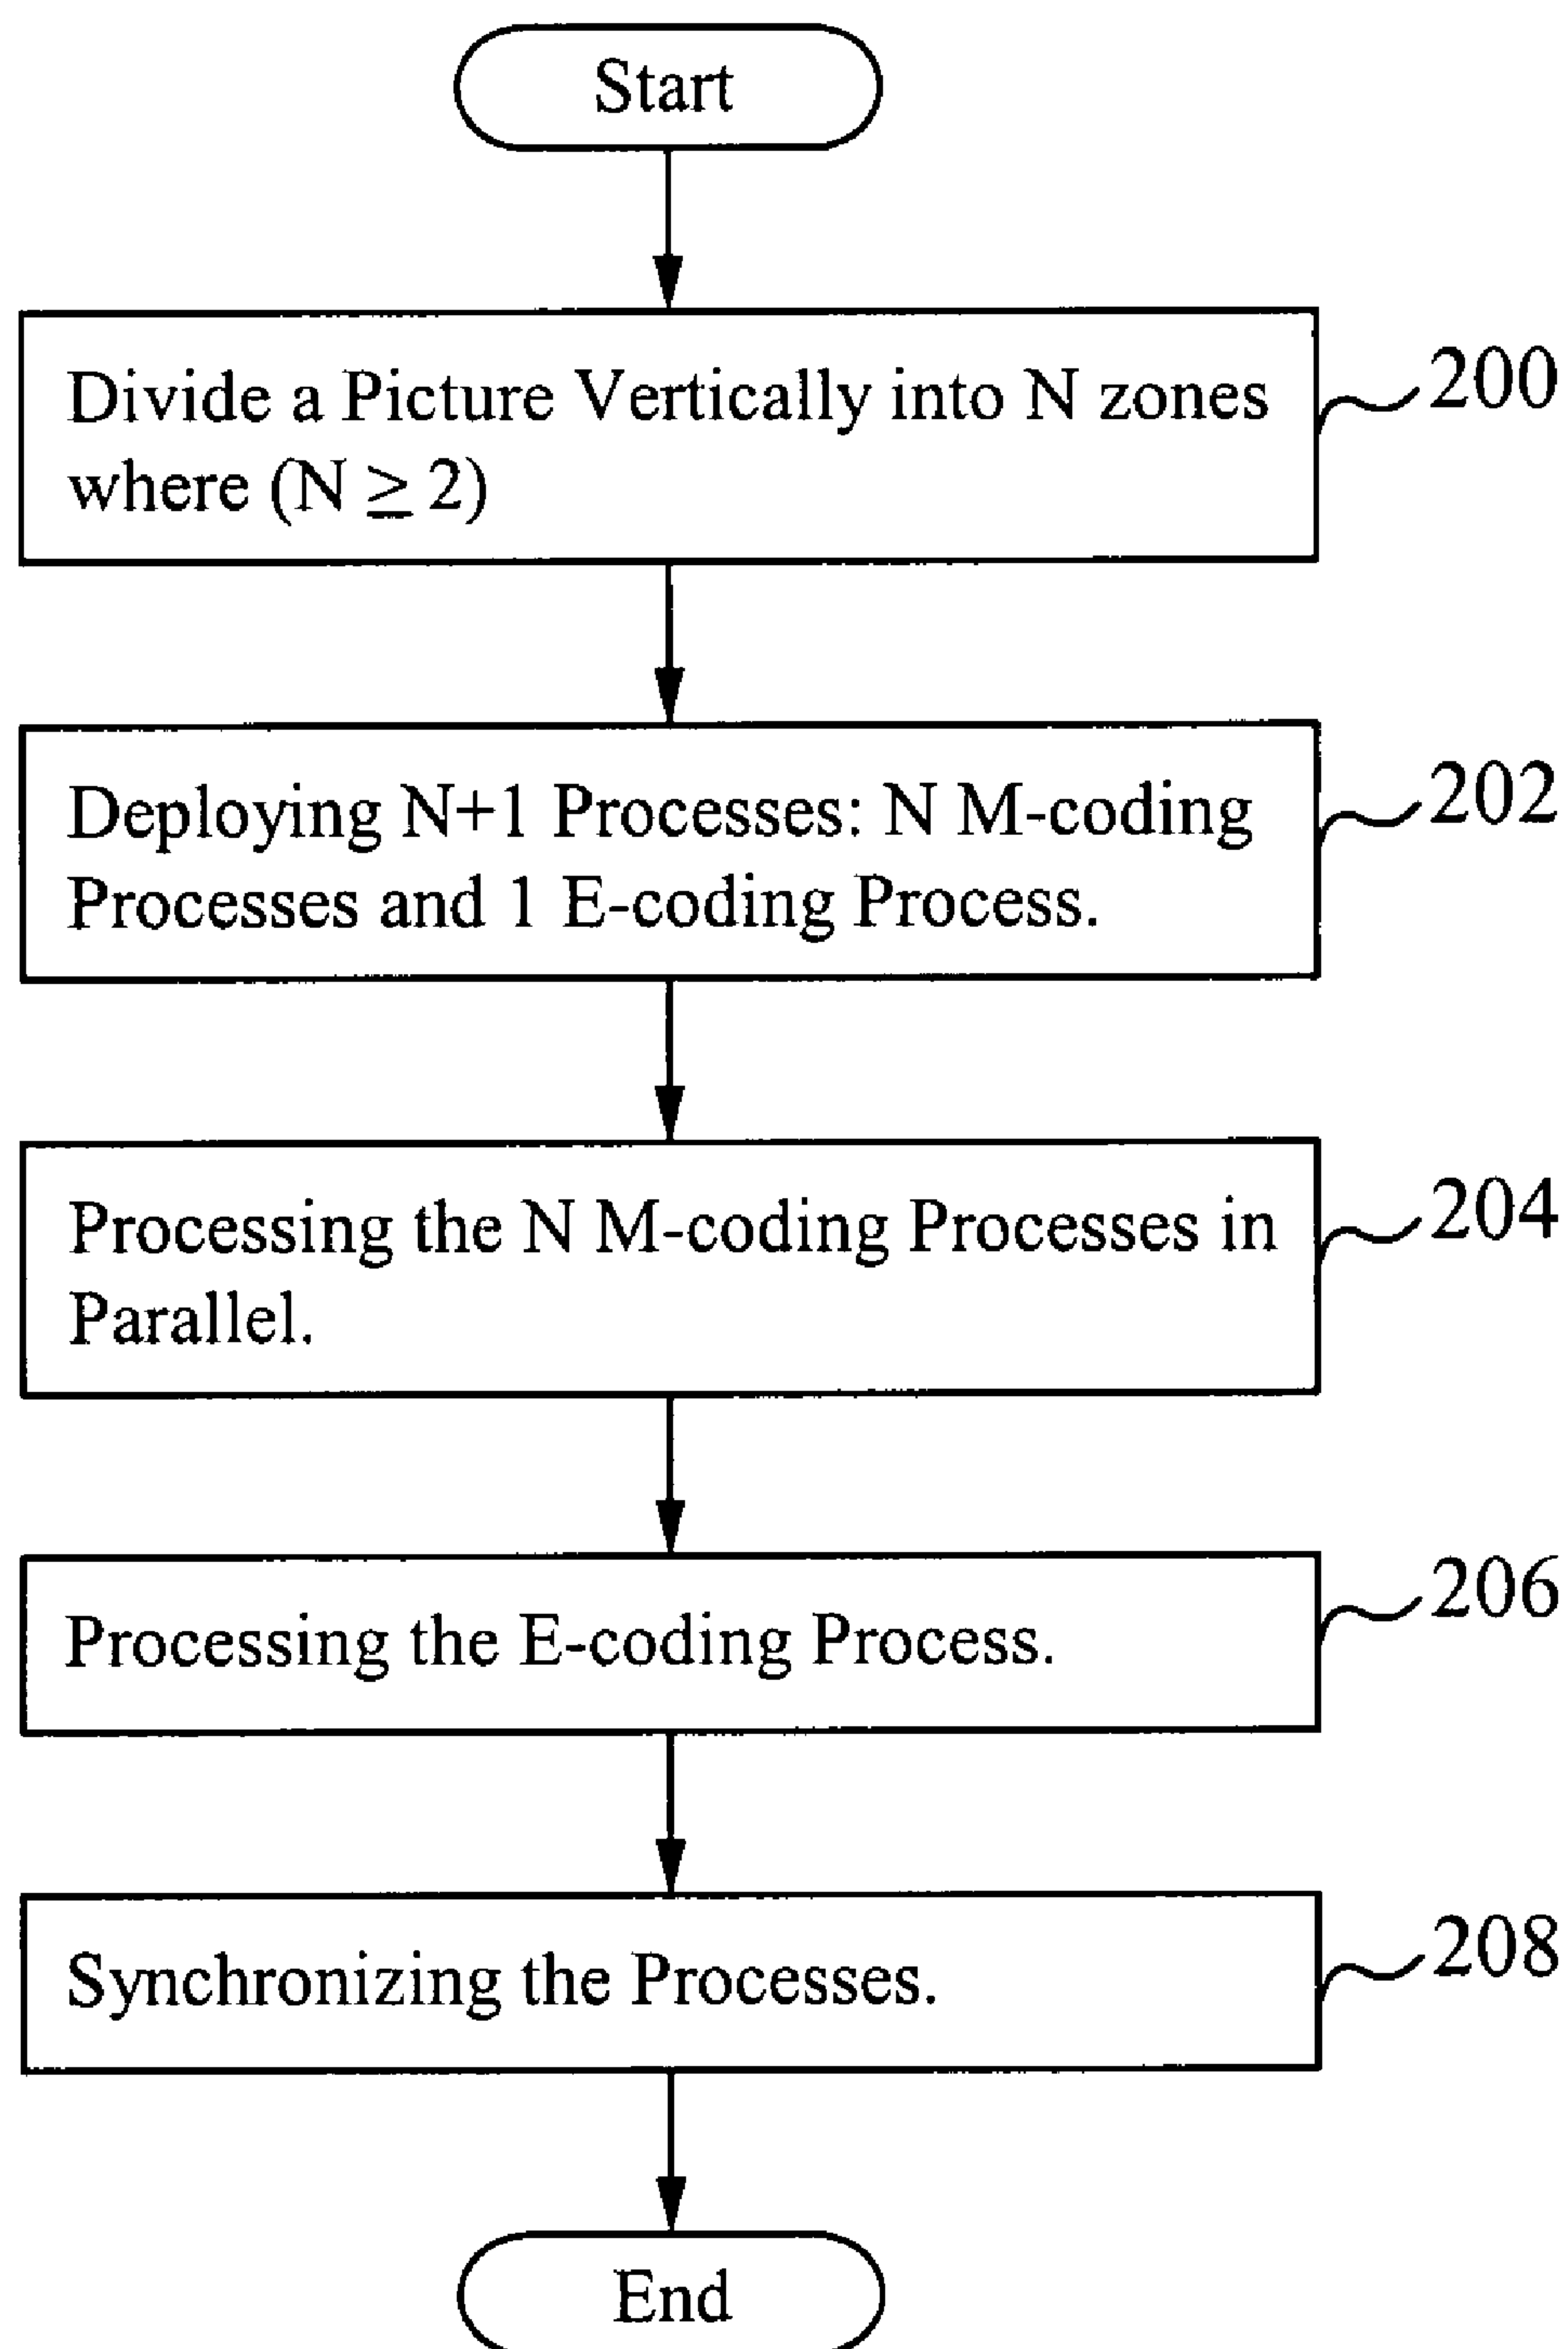 Start
Divide a Picture Vertically into N zones
where (N ≥ 2)
200
Deploying N+1 Processes: N M-coding
Processes and 1 E-coding Process.
202
Processing the N M-coding Processes in
Parallel.
204
Processing the E-coding Process.
206
Synchronizing the Processes.
208
End